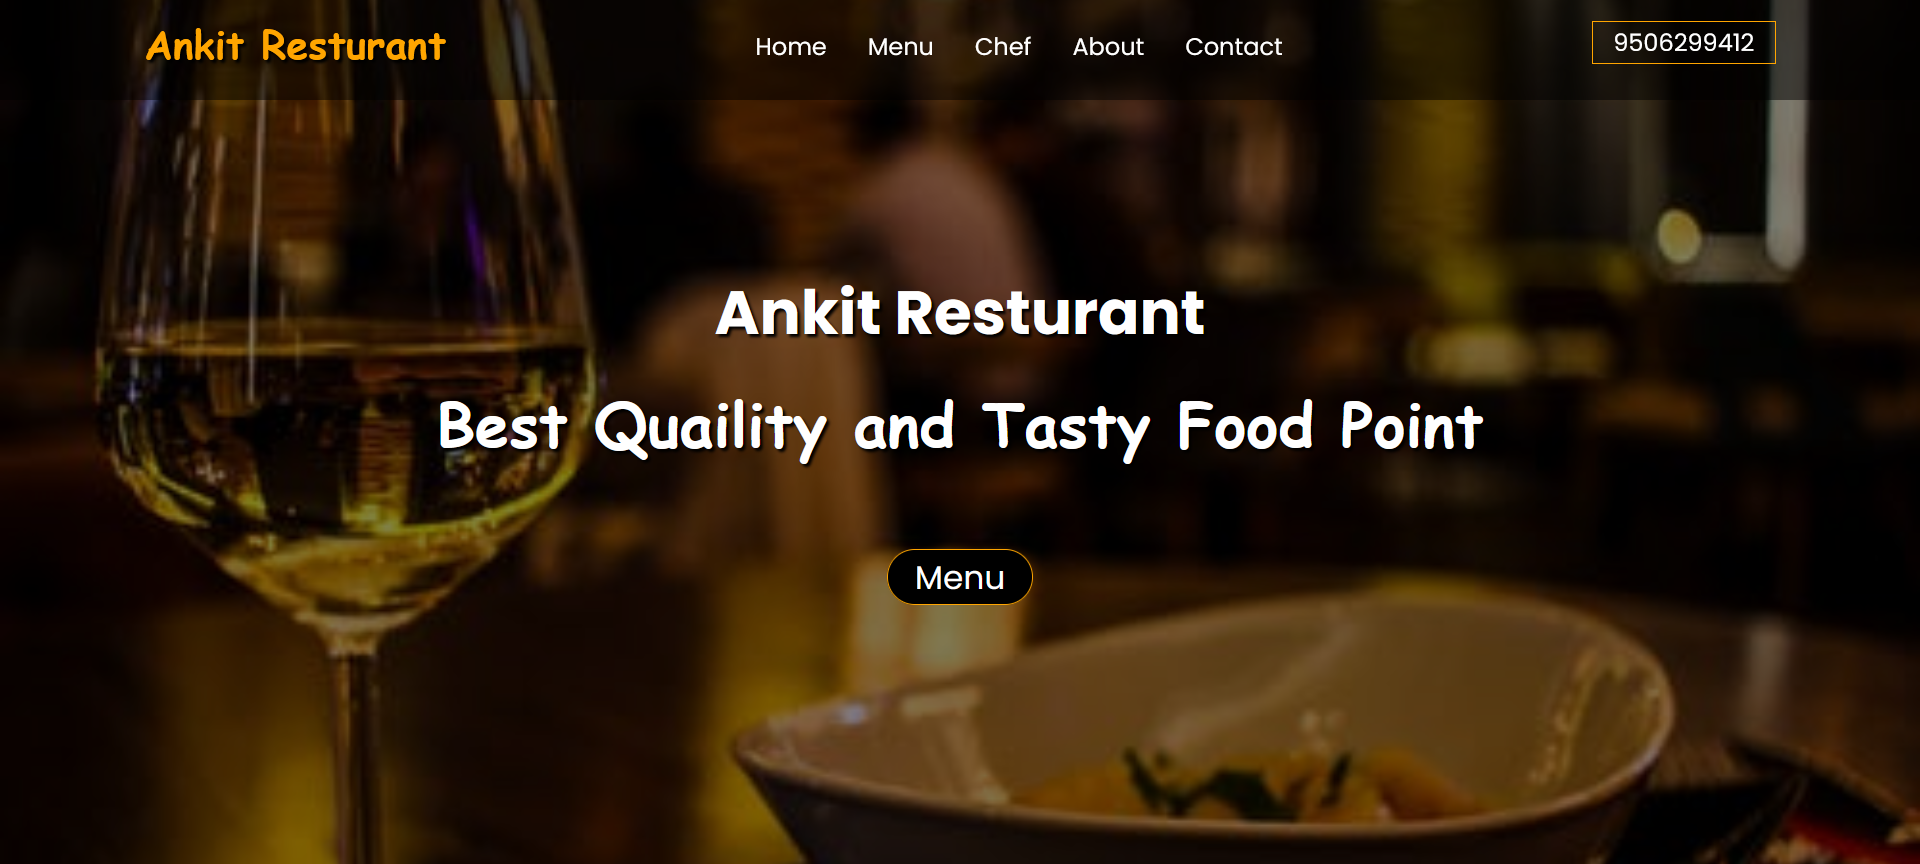 Ankit Resturant
Home Menu Chef About Contact
9506299412
Ankit Resturant
Best Quaility and Tasty Food Point
Menu